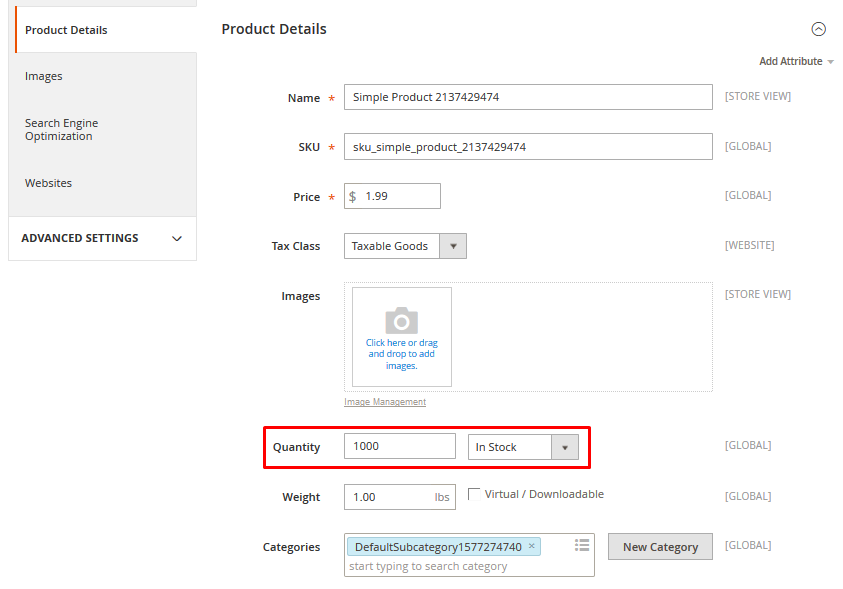 Product Details
Images
Search Engine
Optimization
Websites
ADVANCED SETTINGS
Product Details
Add Attribute
Name * Simple Product 2137429474 [STORE VIEW]
SKU * sku_simple_product_2137429474 [GLOBAL]
Price * $ 1.99 [GLOBAL]
Tax Class Taxable Goods [WEBSITE]
Images [STORE VIEW]
Click here or drag
and drop to add
images.
Image Management
Quantity 1000 In Stock [GLOBAL]
Weight 1.00 lbs Virtual / Downloadable [GLOBAL]
Categories DefaultSubcategory1577274740 × New Category [GLOBAL]
start typing to search category